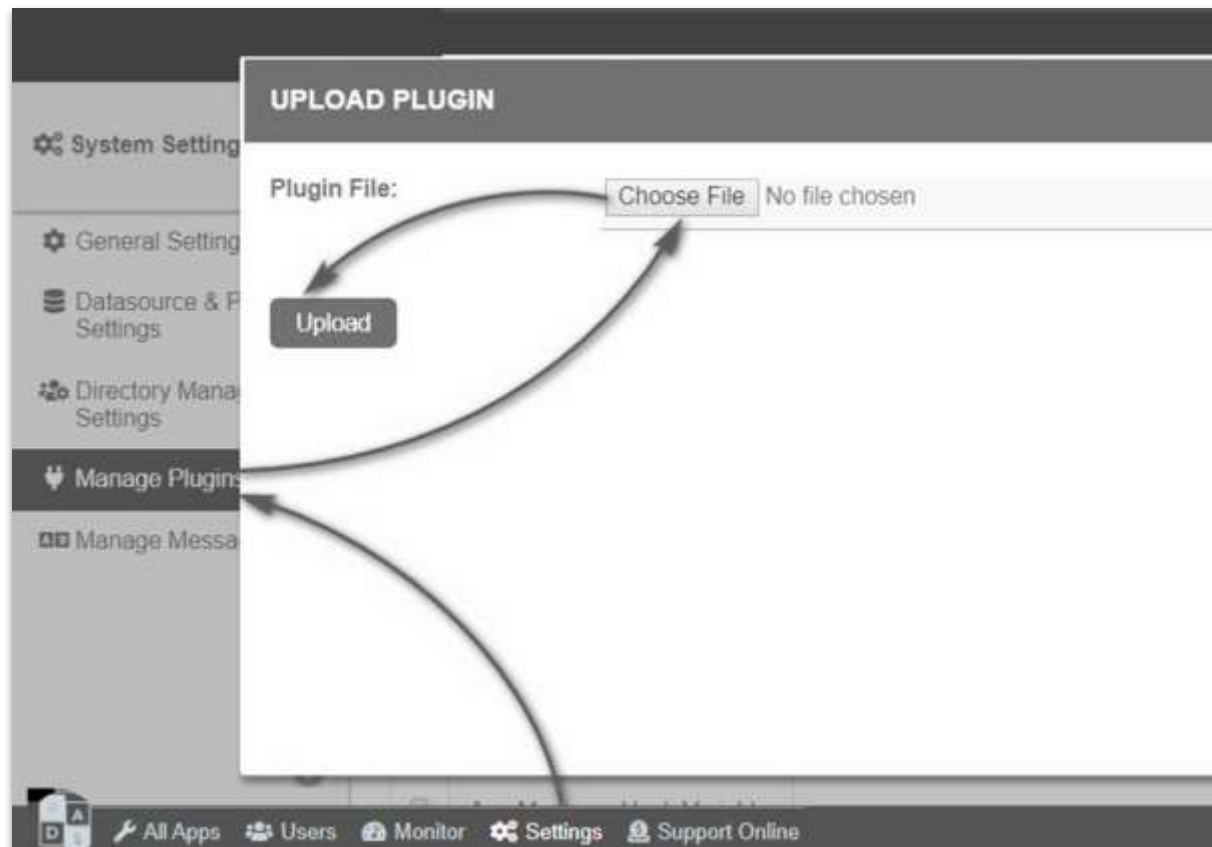 UPLOAD PLUGIN
System Setting
Plugin File:
Choose File No file chosen
General Setting
Datasource & P
Settings
Upload
Directory Mana
Settings
Manage Plugins
Manage Messa
D A S
All Apps Users Monitor Settings Support Online